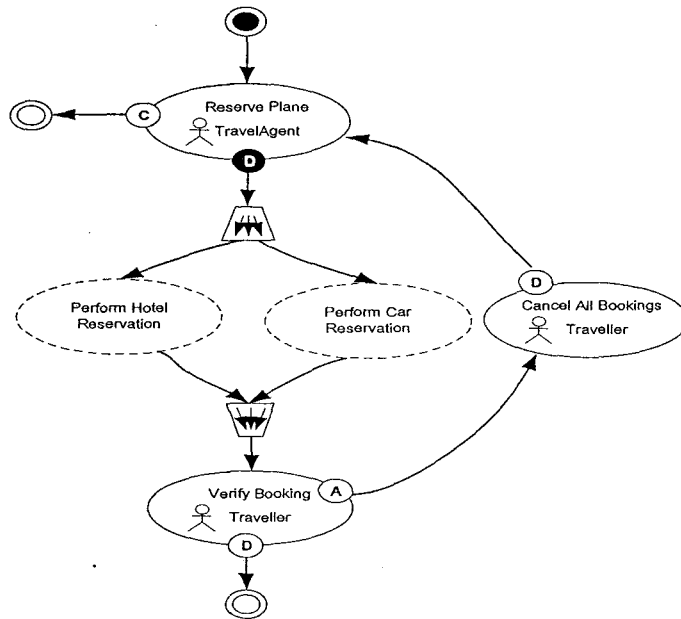 C
Reserve Plane
TravelAgent
D
Perform Hotel
Reservation
Perform Car
Reservation
D
Cancel All Bookings
Traveller
A
Verify Booking
Traveller
D